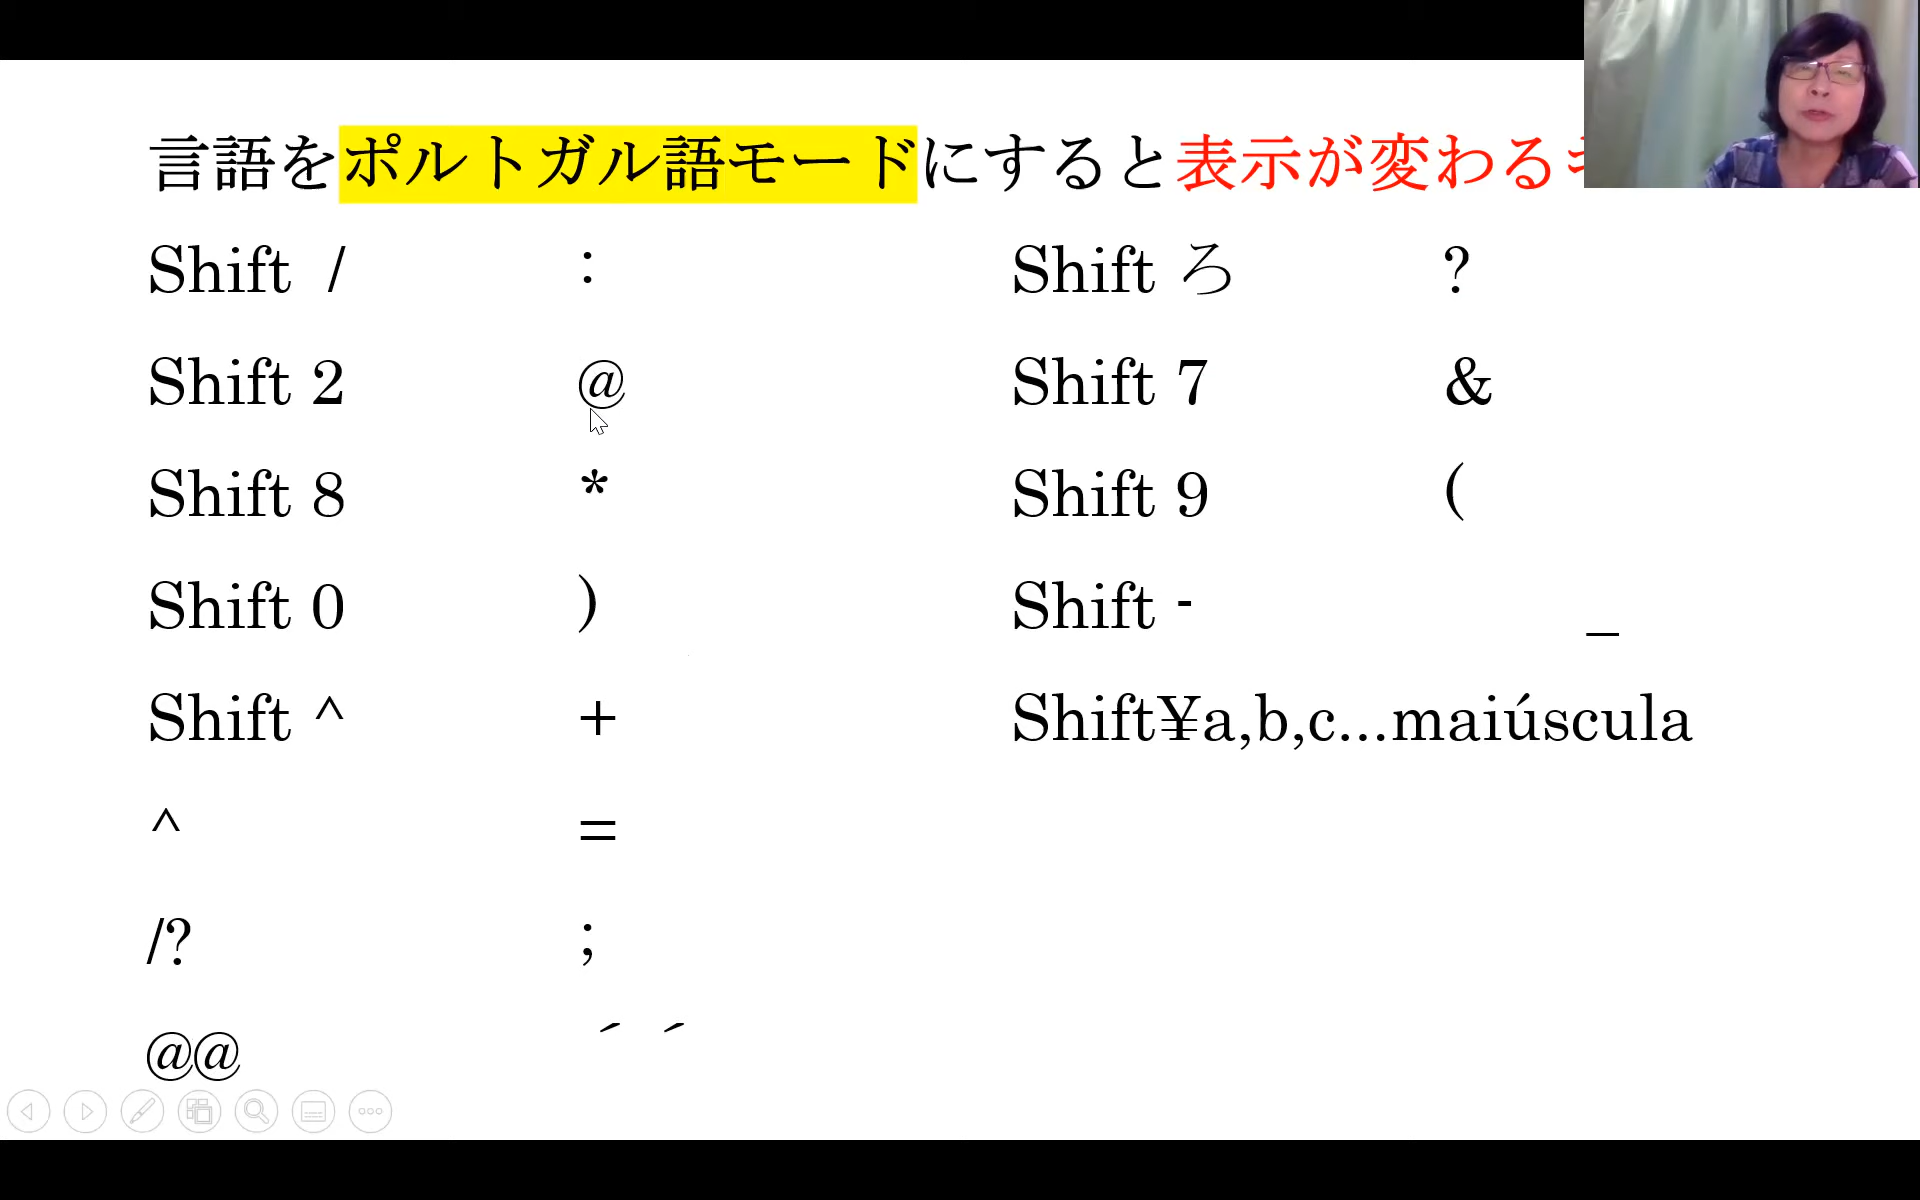 言語をポルトガル語モードにすると表示が変わる
Shift / :
Shift 2 @
Shift 8 *
Shift 0 )
Shift ^ +
^ =
/? ;
@@ ´ ´
Shift ろ ?
Shift 7 &
Shift 9 (
Shift - _
Shift¥a,b,c...maiúscula